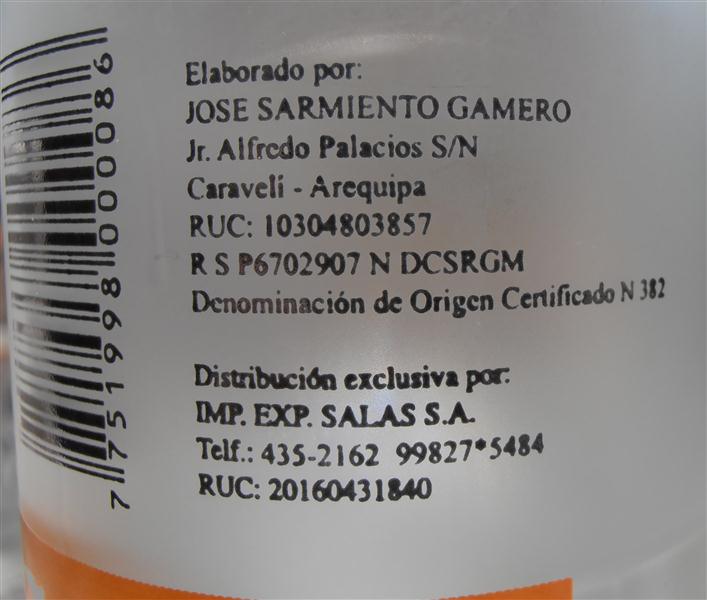 Elaborado por:
JOSE SARMIENTO GAMERO
Jr. Alfredo Palacios S/N
Caravelí - Arequipa
RUC: 10304803857
R S P6702907 N DCSRGM
Denominación de Origen Certificado N 382
Distribución exclusiva por:
IMP. EXP. SALAS S.A.
Telf.: 435-2162 99827*5484
RUC: 20160431840
7751998000086